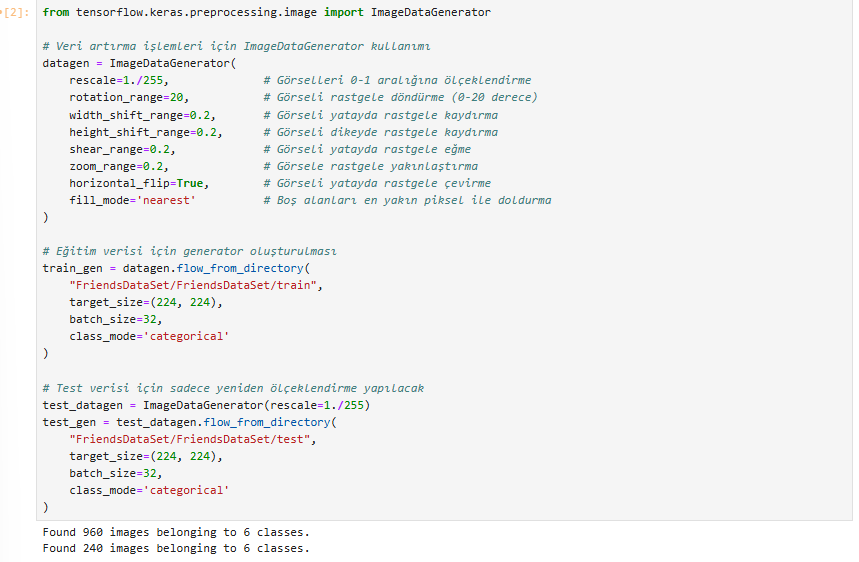 [2]:
from tensorflow.keras.preprocessing.image import ImageDataGenerator
# Veri artırma işlemleri için ImageDataGenerator kullanımı
datagen = ImageDataGenerator(
    rescale=1./255,              # Görselleri 0-1 aralığına ölçeklendirme
    rotation_range=20,           # Görseli rastgele döndürme (0-20 derece)
    width_shift_range=0.2,       # Görseli yatayda rastgele kaydırma
    height_shift_range=0.2,      # Görseli dikeyde rastgele kaydırma
    shear_range=0.2,             # Görseli yatayda rastgele eğme
    zoom_range=0.2,              # Görsele rastgele yakınlaştırma
    horizontal_flip=True,        # Görseli yatayda rastgele çevirme
    fill_mode='nearest'          # Boş alanları en yakın piksel ile doldurma
)
# Eğitim verisi için generator oluşturulması
train_gen = datagen.flow_from_directory(
    "FriendsDataSet/FriendsDataSet/train",
    target_size=(224, 224),
    batch_size=32,
    class_mode='categorical'
)
# Test verisi için sadece yeniden ölçeklendirme yapılacak
test_datagen = ImageDataGenerator(rescale=1./255)
test_gen = test_datagen.flow_from_directory(
    "FriendsDataSet/FriendsDataSet/test",
    target_size=(224, 224),
    batch_size=32,
    class_mode='categorical'
)
Found 960 images belonging to 6 classes.
Found 240 images belonging to 6 classes.